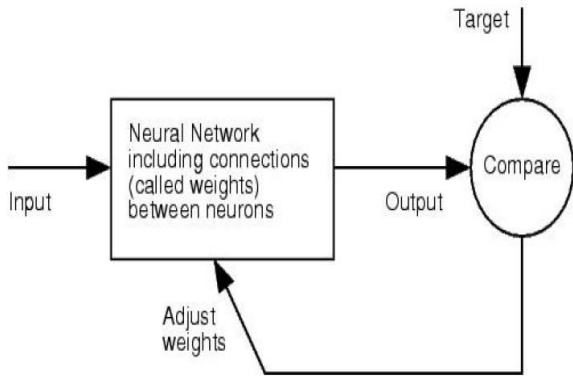 Target
Neural Network
including connections
(called weights)
between neurons
Compare
Input
Output
Adjust
weights